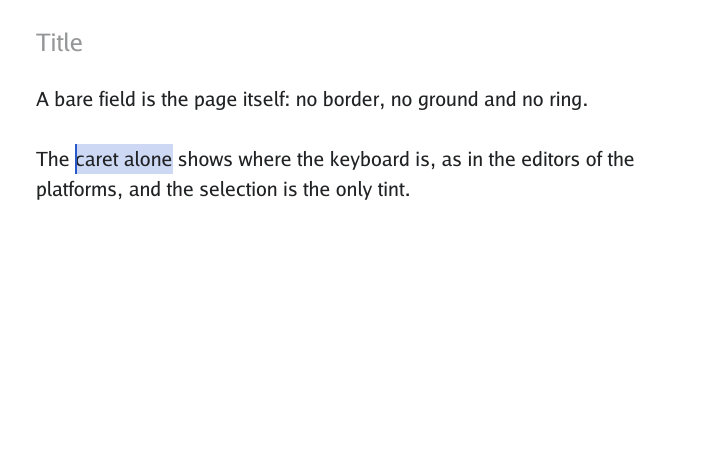 Title
A bare field is the page itself: no border, no ground and no ring.
The caret alone shows where the keyboard is, as in the editors of the
platforms, and the selection is the only tint.